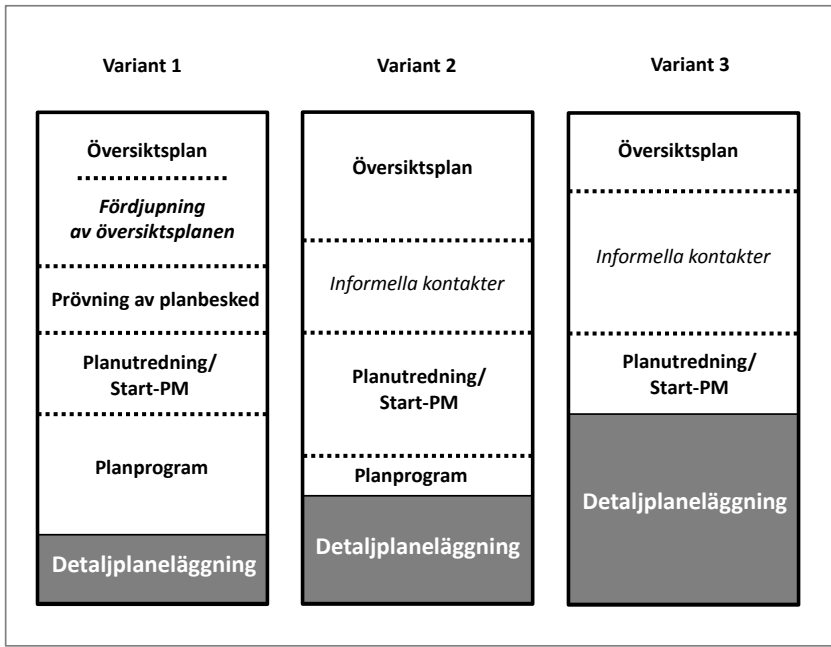 Variant 1
Översiktsplan
Fördjupning
av översiktsplanen
Prövning av planbesked
Planutredning/
Start-PM
Planprogram
Detaljplaneläggning
Variant 2
Översiktsplan
Informella kontakter
Planutredning/
Start-PM
Planprogram
Detaljplaneläggning
Variant 3
Översiktsplan
Informella kontakter
Planutredning/
Start-PM
Detaljplaneläggning